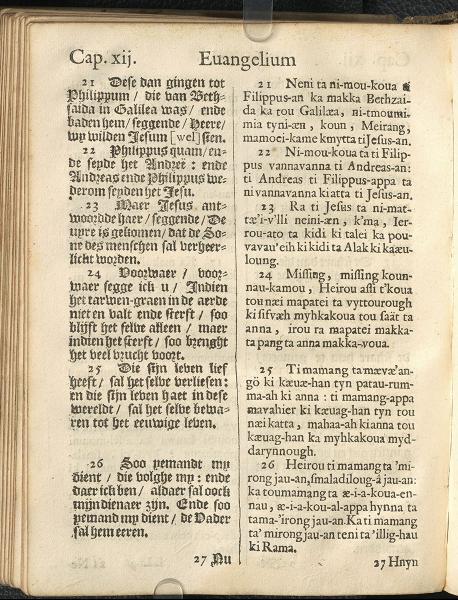 Cap. xij.
Euangelium
21 Dese dan gingen tot
Philippum / die van Beth-
saida in Galilea was / ende
baden hem / seggende / Heere/
wy wilden Jesum [wel] sien.
22 Philippus quam / en-
de seyde het Andreæ : ende
Andreas ende Philippus we-
derom seyden het Jesu.
23 Maer Jesus ant-
woordde haer / seggende / De
uyre is gekomen / dat de So-
ne des menschen sal verheer-
licht worden.
24 Voorwaer / voor-
waer segge ick u / Indien
het tarwen-graen in de aerde
niet en valt ende sterft / soo
blijft het selve alleen / maer
indien het sterft / soo brenght
het veel vrucht voort.
25 Die sijn leven lief
heeft / sal het selve verliesen:
en die sijn leven haet in dese
wereldt / sal het selve bewa-
ren tot het eeuwige leven.
26 Soo yemandt my
dient / die volghe my : ende
daer ick ben / aldaer sal oock
mijn dienaer zyn. Ende soo
yemand my dient / de Vader
sal hem eeren.
27 Nu
21 Neni ta ni-mou-koua
Filippus-an ka makka Bethzai-
da ka tou Galilæa, ni-tmoumi-
mia tyni-æn, koun, Meirang,
mamoei-kame kmytta ti Jesus-an.
22 Ni-mou-koua ta ti Filip-
pus vannavanna ti Andreas-an:
ti Andreas ti Filippus-appa ta
ni vannavanna ki atta ti Jesus-an.
23 Ra ti Jesus ta ni-mat-
tæ'i-v'lli neini-æn, k'ma, Ier-
rou-ato ta kidi ki talei ka pou-
vavau'eih ki kidi ta Alak ki kaæu-
loung.
24 Missing, missing koun-
nau-kamou, Heirou assi t'koua
tou næi mapatei ta vyttourough
ki sifvæh myhkakoua tou saat ta
anna, irou ra mapatei makka-
ta pang ta anna makka-voua.
25 Ti mamang ta mævæ'an-
gö ki kæuæ-han tyn patau-rum-
ma-ah ki anna : ti mamang-appa
mavahier ki kæuag-han tyn tou
næi katta, mahaa-ah ki anna tou
kæuag-han ka myhkakoua myd-
darynnough.
26 Heirou ti mamang ta 'mi-
rong jau-an, smaladiloug-â jau-an:
ka toumamang ta æ-i-a-koua-en-
nau, æ-i-a-kou-al-appa hynna ta
tama-'irong jau-an. Ka ti mamang
ta' mirong jau-an teni ta 'illig-hau
ki Rama.
27 Hnyn